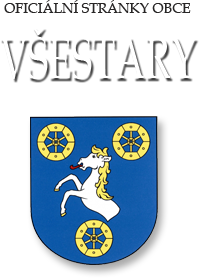 OFICIÁLNÍ STRÁNKY OBCE
VŠESTARY